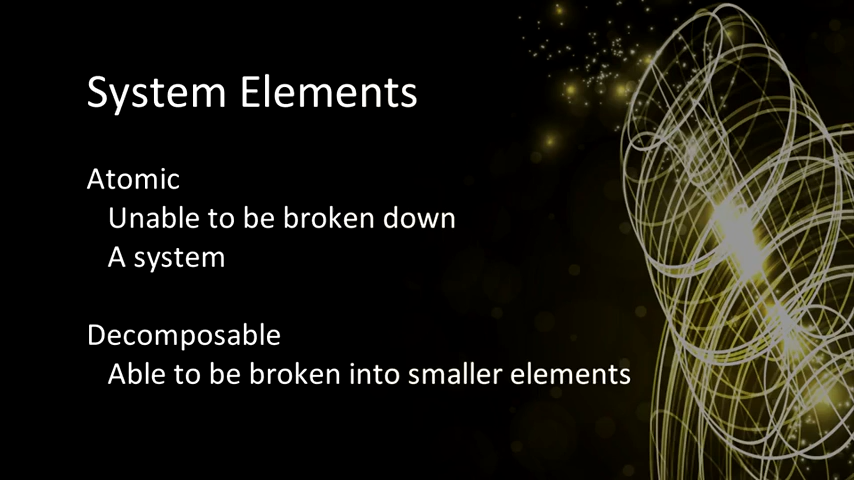 System Elements
Atomic
Unable to be broken down
A system
Decomposable
Able to be broken into smaller elements